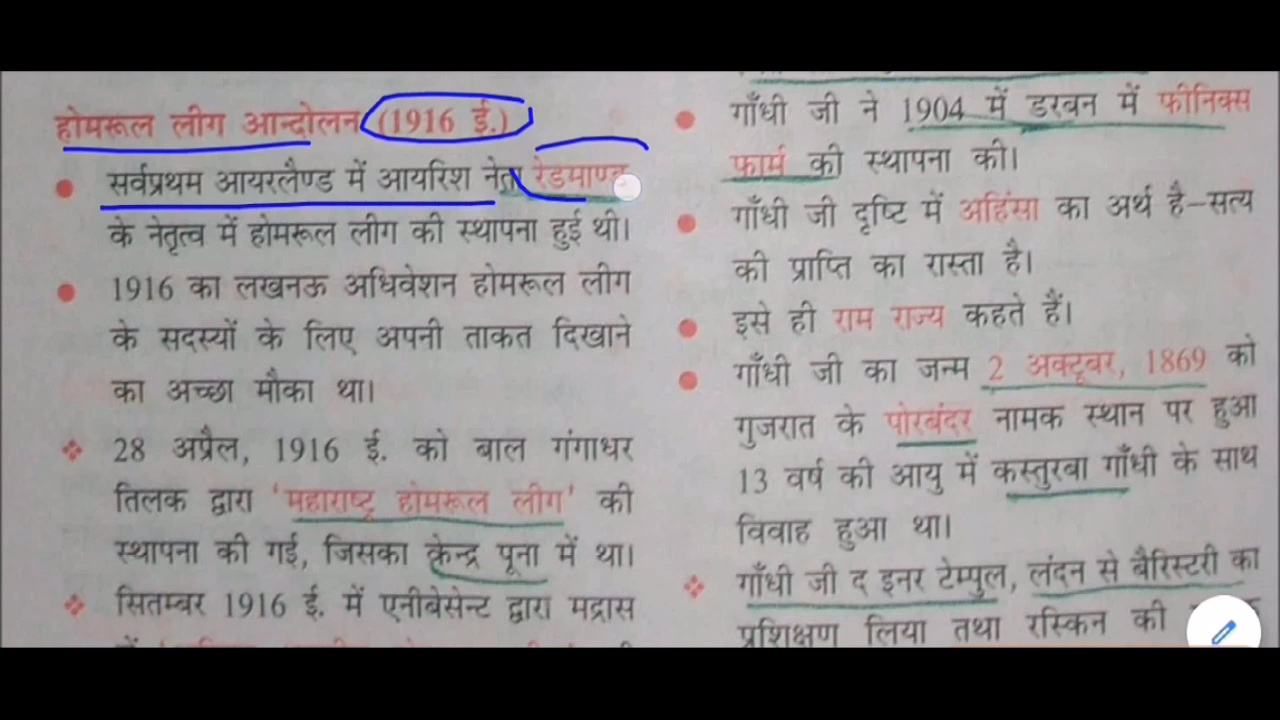 होमरूल लीग आन्दोलन (1916 ई.)
सर्वप्रथम आयरलैण्ड में आयरिश नेता रेडमाण्ड
के नेतृत्व में होमरूल लीग की स्थापना हुई थी।
1916 का लखनऊ अधिवेशन होमरूल लीग
के सदस्यों के लिए अपनी ताकत दिखाने
का अच्छा मौका था।
28 अप्रैल, 1916 ई. को बाल गंगाधर
तिलक द्वारा 'महाराष्ट्र होमरूल लीग' की
स्थापना की गई, जिसका केन्द्र पूना में था।
सितम्बर 1916 ई. में एनीबेसेन्ट द्वारा मद्रास
गाँधी जी ने 1904 में डरबन में फीनिक्स
फार्म की स्थापना की।
गाँधी जी दृष्टि में अहिंसा का अर्थ है-सत्य
की प्राप्ति का रास्ता है।
इसे ही राम राज्य कहते हैं।
गाँधी जी का जन्म 2 अक्टूबर, 1869 को
गुजरात के पोरबंदर नामक स्थान पर हुआ
13 वर्ष की आयु में कस्तुरबा गाँधी के साथ
विवाह हुआ था।
गाँधी जी द इनर टेम्पुल, लंदन से बैरिस्टरी का
प्रशिक्षण लिया तथा रस्किन की